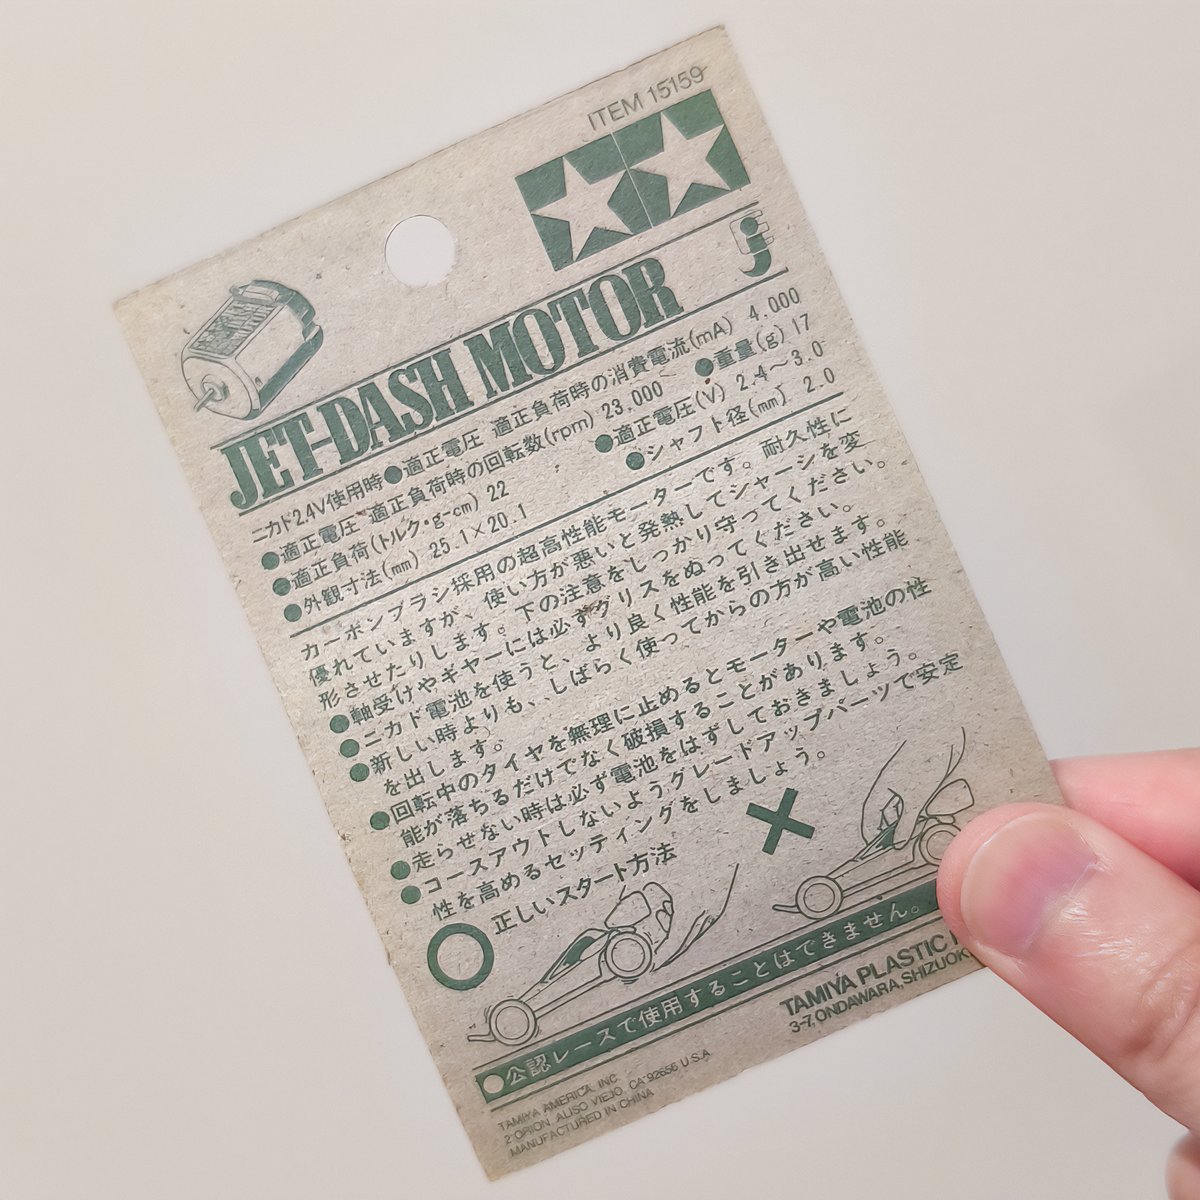 ITEM 15159
JET-DASH MOTOR
ニカド2.4V使用時●適正電圧 適正負荷時の消費電流(mA) 4,000
●適正電圧 適正負荷時の回転数(rpm) 23,000 ●重量(g) 17
●適正負荷(トルク・g-cm) 22 ●適正電圧(V) 2.4〜3.0
●外観寸法(mm) 25.1×20.1 ●シャフト径(mm) 2.0
カーボンブラシ採用の超高性能モーターです。耐久性に
優れていますが、使い方が悪いと発熱してシャーシを変
形させたりします。下の注意をしっかり守ってください。
●軸受けやギヤーには必ずグリスをぬってください。
●ニカド電池を使うと、より良く性能を引き出せます。
●新しい時よりも、しばらく使ってからの方が高い性能
を出します。
●回転中のタイヤを無理に止めるとモーターや電池の性
能が落ちるだけでなく破損することがあります。
●走らせない時は必ず電池をはずしておきましょう。
●コースアウトしないようグレードアップパーツで安定
性を高めるセッティングをしましょう。
正しいスタート方法
●公認レースで使用することはできません。
TAMIYA PLASTIC
3-7, ONDAWARA, SHIZUOK
TAMIYA AMERICA, INC.
2 ORION, ALISO VIEJO, CA 92656 U.S.A
MANUFACTURED IN CHINA